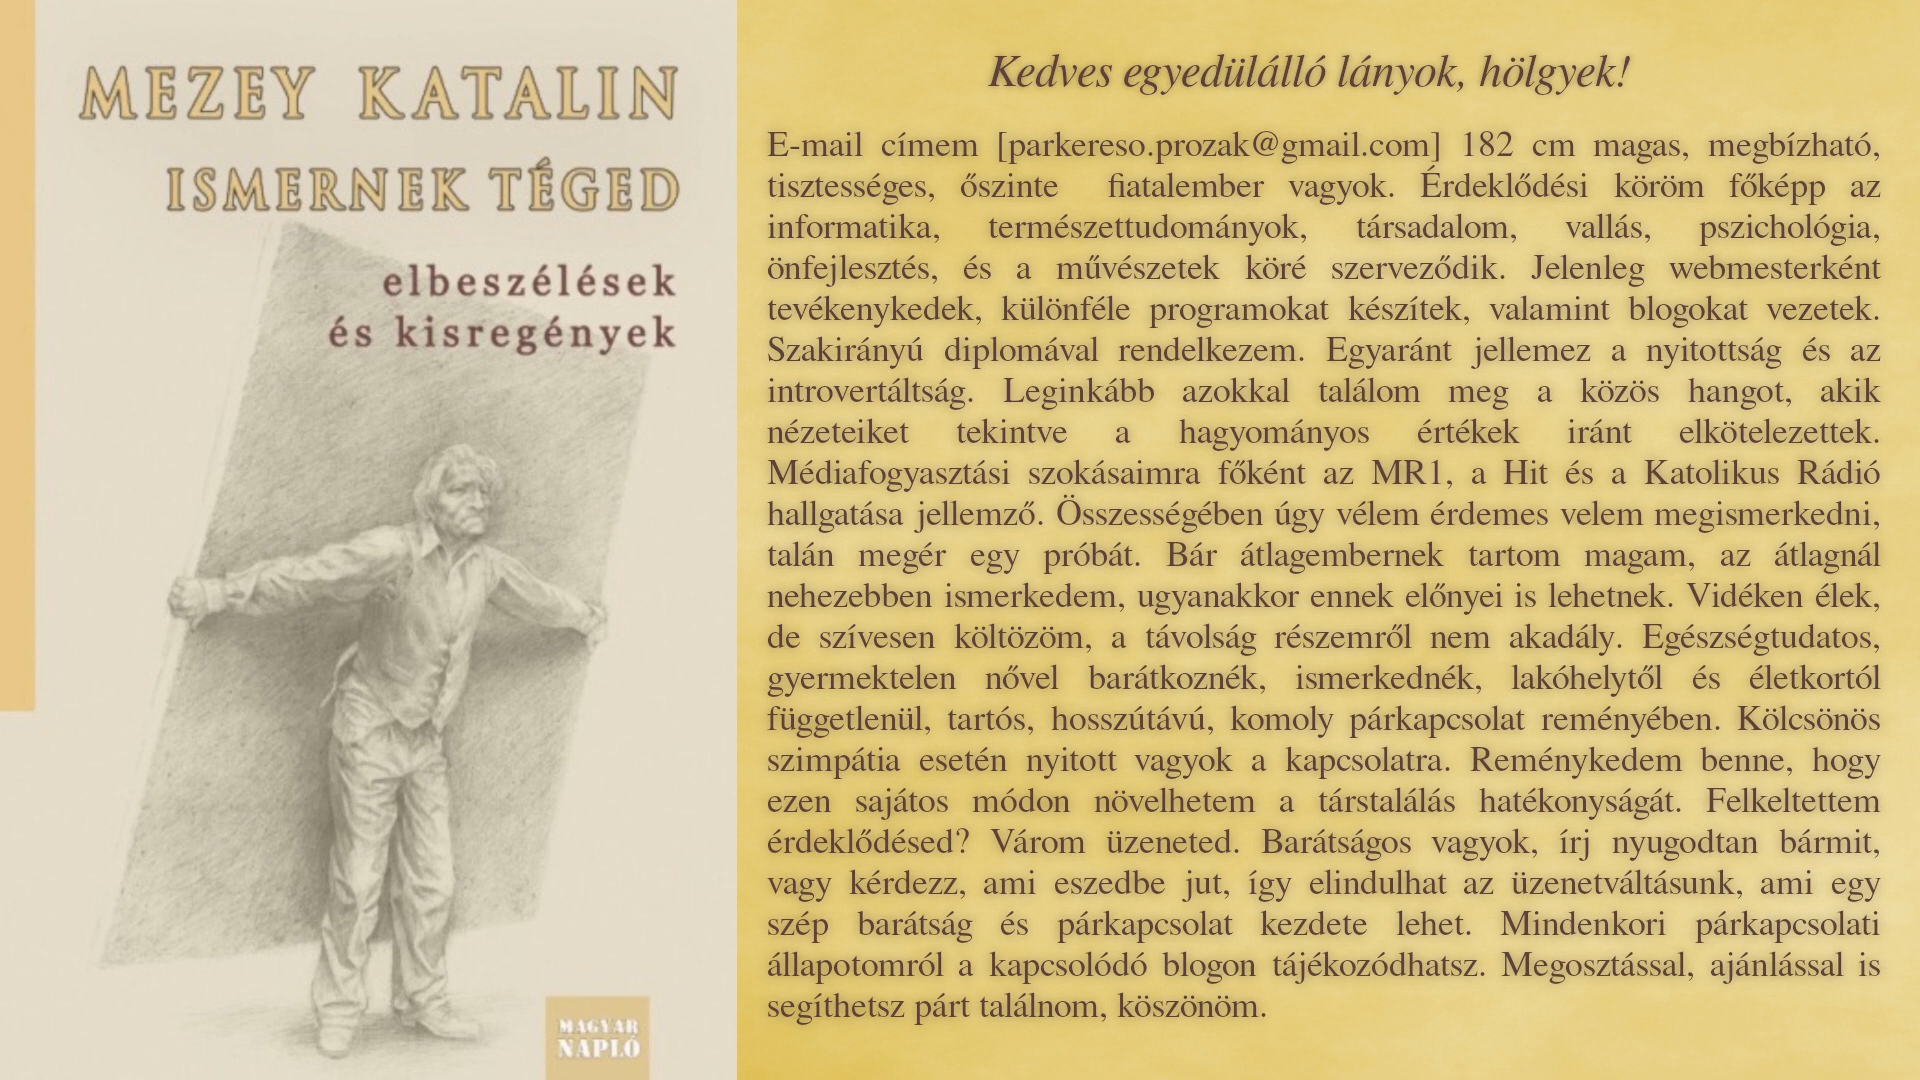 MEZEY KATALIN
ISMERNEK TÉGED
elbeszélések
és kisregények
MAGYAR
NAPLÓ
Kedves egyedülálló lányok, hölgyek!
E-mail címem [parkereso.prozak@gmail.com] 182 cm magas, megbízható,
tisztességes, őszinte fiatalember vagyok. Érdeklődési köröm főképp az
informatika, természettudományok, társadalom, vallás, pszichológia,
önfejlesztés, és a művészetek köré szerveződik. Jelenleg webmesterként
tevékenykedek, különféle programokat készítek, valamint blogokat vezetek.
Szakirányú diplomával rendelkezem. Egyaránt jellemez a nyitottság és az
introvertáltság. Leginkább azokkal találom meg a közös hangot, akik
nézeteiket tekintve a hagyományos értékek iránt elkötelezettek.
Médiafogyasztási szokásaimra főként az MR1, a Hit és a Katolikus Rádió
hallgatása jellemző. Összességében úgy vélem érdemes velem megismerkedni,
talán megér egy próbát. Bár átlagembernek tartom magam, az átlagnál
nehezebben ismerkedem, ugyanakkor ennek előnyei is lehetnek. Vidéken élek,
de szívesen költözöm, a távolság részemről nem akadály. Egészségtudatos,
gyermektelen nővel barátkoznék, ismerkednék, lakóhelytől és életkortól
függetlenül, tartós, hosszútávú, komoly párkapcsolat reményében. Kölcsönös
szimpátia esetén nyitott vagyok a kapcsolatra. Reménykedem benne, hogy
ezen sajátos módon növelhetem a társtalálás hatékonyságát. Felkeltettem
érdeklődésed? Várom üzeneted. Barátságos vagyok, írj nyugodtan bármit,
vagy kérdezz, ami eszedbe jut, így elindulhat az üzenetváltásunk, ami egy
szép barátság és párkapcsolat kezdete lehet. Mindenkori párkapcsolati
állapotomról a kapcsolódó blogon tájékozódhatsz. Megosztással, ajánlással is
segíthetsz párt találnom, köszönöm.